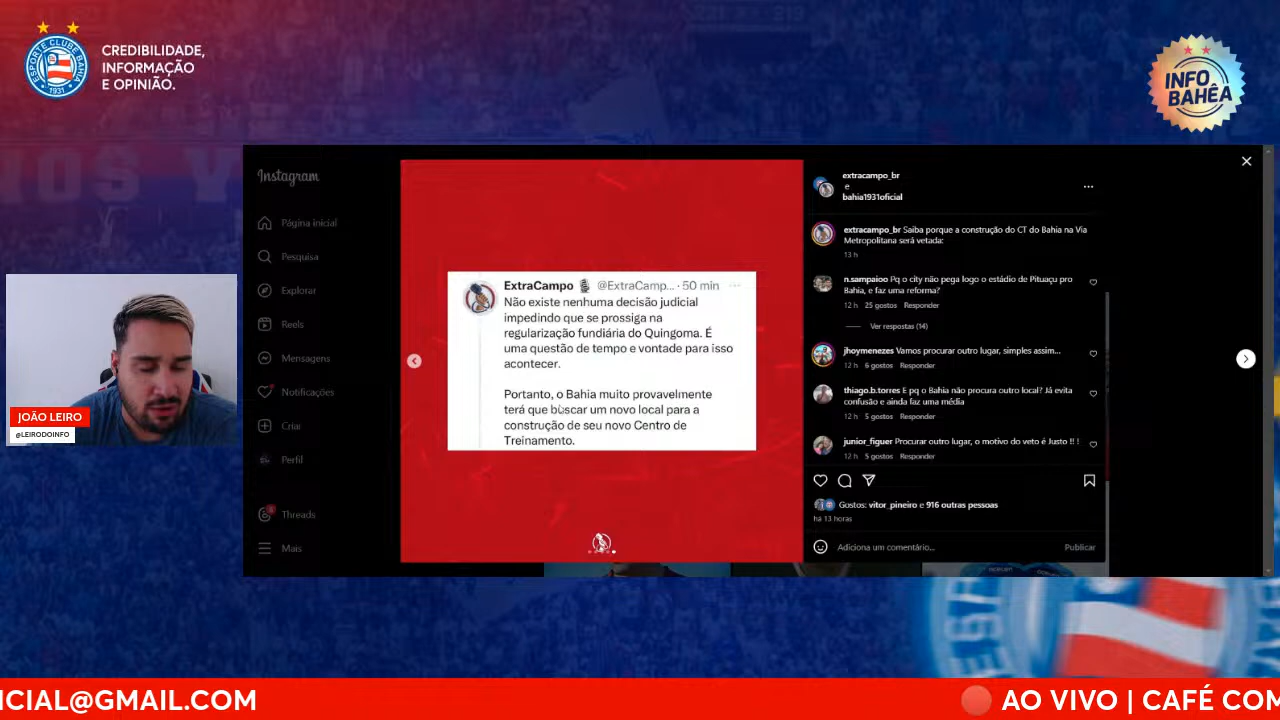 ESPORTE CLUBE BAHIA
1931
CREDIBILIDADE,
INFORMAÇÃO
E OPINIÃO.
INFO
BAHÊA
Instagram
Página inicial
Pesquisa
Explorar
Reels
Mensagens
Notificações
Criar
Perfil
Threads
Mais
ExtraCampo @ExtraCamp... · 50 min
Não existe nenhuma decisão judicial
impedindo que se prossiga na
regularização fundiária do Quingoma. É
uma questão de tempo e vontade para isso
acontecer.
Portanto, o Bahia muito provavelmente
terá que buscar um novo local para a
construção de seu novo Centro de
Treinamento.
extracampo_br
e
bahia1931oficial
extracampo_br Saiba porque a construção do CT do Bahia na Via
Metropolitana será vetada:
13 h
n.sampaioo Pq o city não pega logo o estádio de Pituaçu pro
Bahia, e faz uma reforma?
12 h 25 gostos Responder
Ver respostas (14)
jhoymenezes Vamos procurar outro lugar, simples assim...
12 h 6 gostos Responder
thiago.b.torres E pq o Bahia não procura outro local? Já evita
confusão e ainda faz uma média
12 h 5 gostos Responder
junior_figuer Procurar outro lugar, o motivo do veto é Justo !! !
12 h 5 gostos Responder
Gostos: vitor_pineiro e 916 outras pessoas
há 13 horas
Adiciona um comentário... Publicar
JOÃO LEIRO
@LEIRODOINFO
ICIAL@GMAIL.COM
AO VIVO | CAFÉ COM